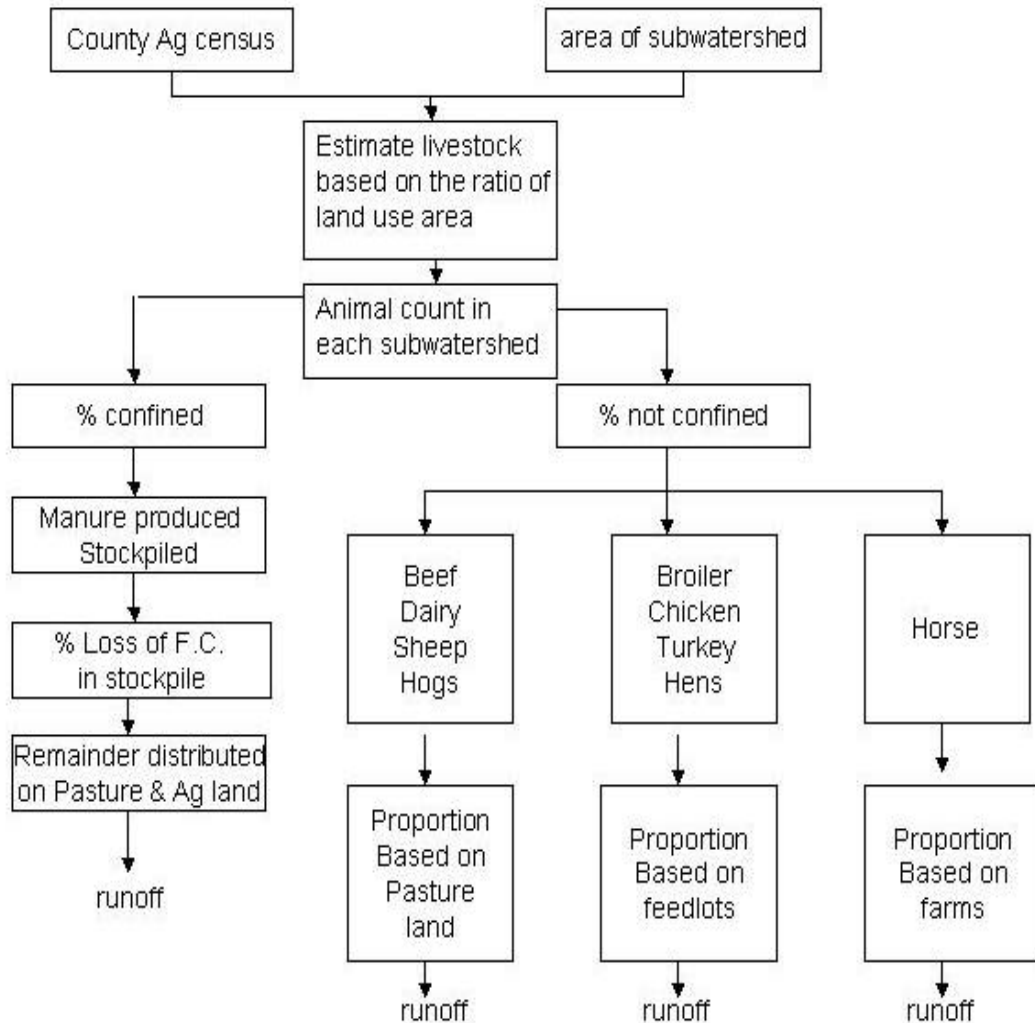 County Ag census
area of subwatershed
Estimate livestock
based on the ratio of
land use area
Animal count in
each subwatershed
% confined
% not confined
Manure produced
Stockpiled
% Loss of F.C.
in stockpile
Remainder distributed
on Pasture & Ag land
runoff
Beef
Dairy
Sheep
Hogs
Broiler
Chicken
Turkey
Hens
Horse
Proportion
Based on
Pasture
land
Proportion
Based on
feedlots
Proportion
Based on
farms
runoff
runoff
runoff